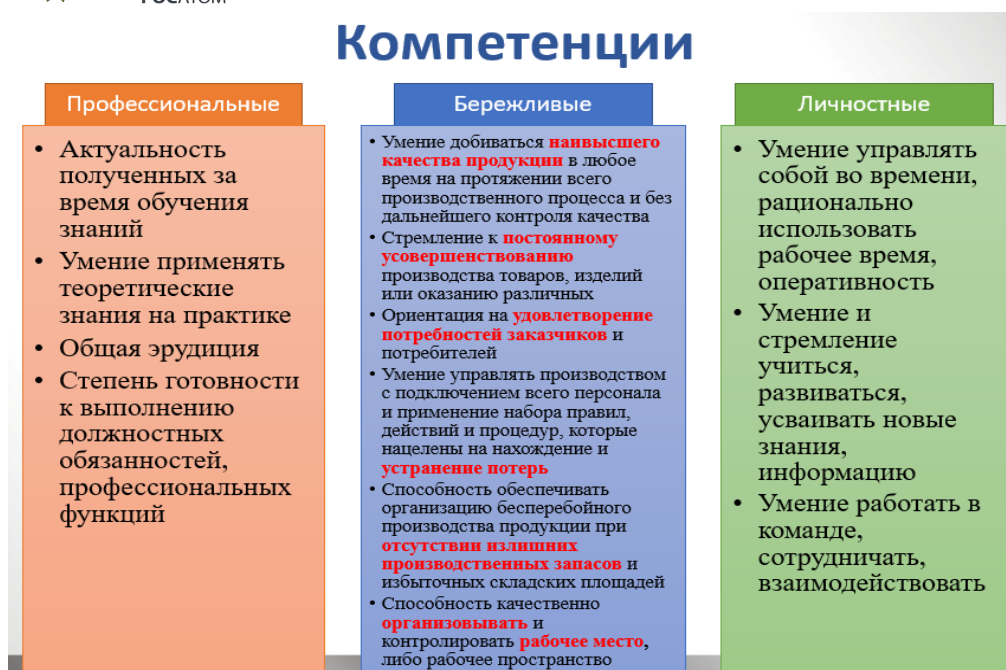 РОСАТОМ
Компетенции
Профессиональные
• Актуальность
полученных за
время обучения
знаний
• Умение применять
теоретические
знания на практике
• Общая эрудиция
• Степень готовности
к выполнению
должностных
обязанностей,
профессиональных
функций
Бережливые
• Умение добиваться наивысшего
качества продукции в любое
время на протяжении всего
производственного процесса и без
дальнейшего контроля качества
• Стремление к постоянному
усовершенствованию
производства товаров, изделий
или оказанию различных
• Ориентация на удовлетворение
потребностей заказчиков и
потребителей
• Умение управлять производством
с подключением всего персонала
и применение набора правил,
действий и процедур, которые
нацелены на нахождение и
устранение потерь
• Способность обеспечивать
организацию бесперебойного
производства продукции при
отсутствии излишних
производственных запасов и
избыточных складских площадей
• Способность качественно
организовывать и
контролировать рабочее место,
либо рабочее пространство
Личностные
• Умение управлять
собой во времени,
рационально
использовать
рабочее время,
оперативность
• Умение и
стремление
учиться,
развиваться,
усваивать новые
знания,
информацию
• Умение работать в
команде,
сотрудничать,
взаимодействовать